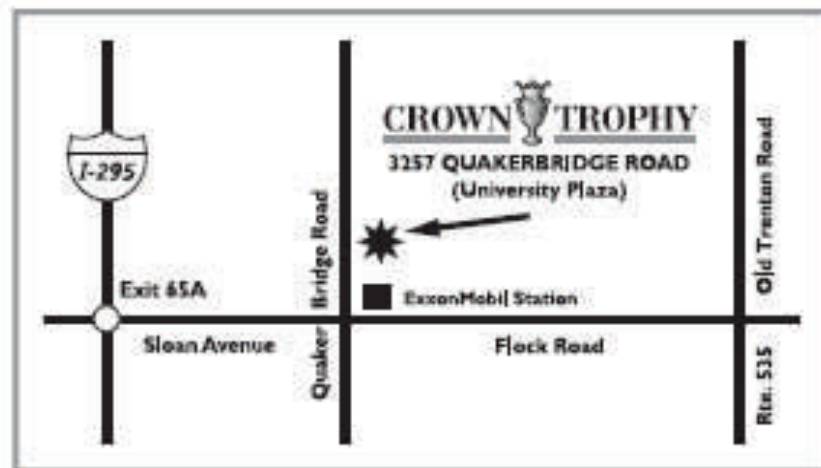 CROWN TROPHY
3257 QUAKERBRIDGE ROAD
(University Plaza)
I-295
Quaker Bridge Road
Old Trenton Road
Exit 65A
ExxonMobil Station
Sloan Avenue
Flock Road
Rte. 535